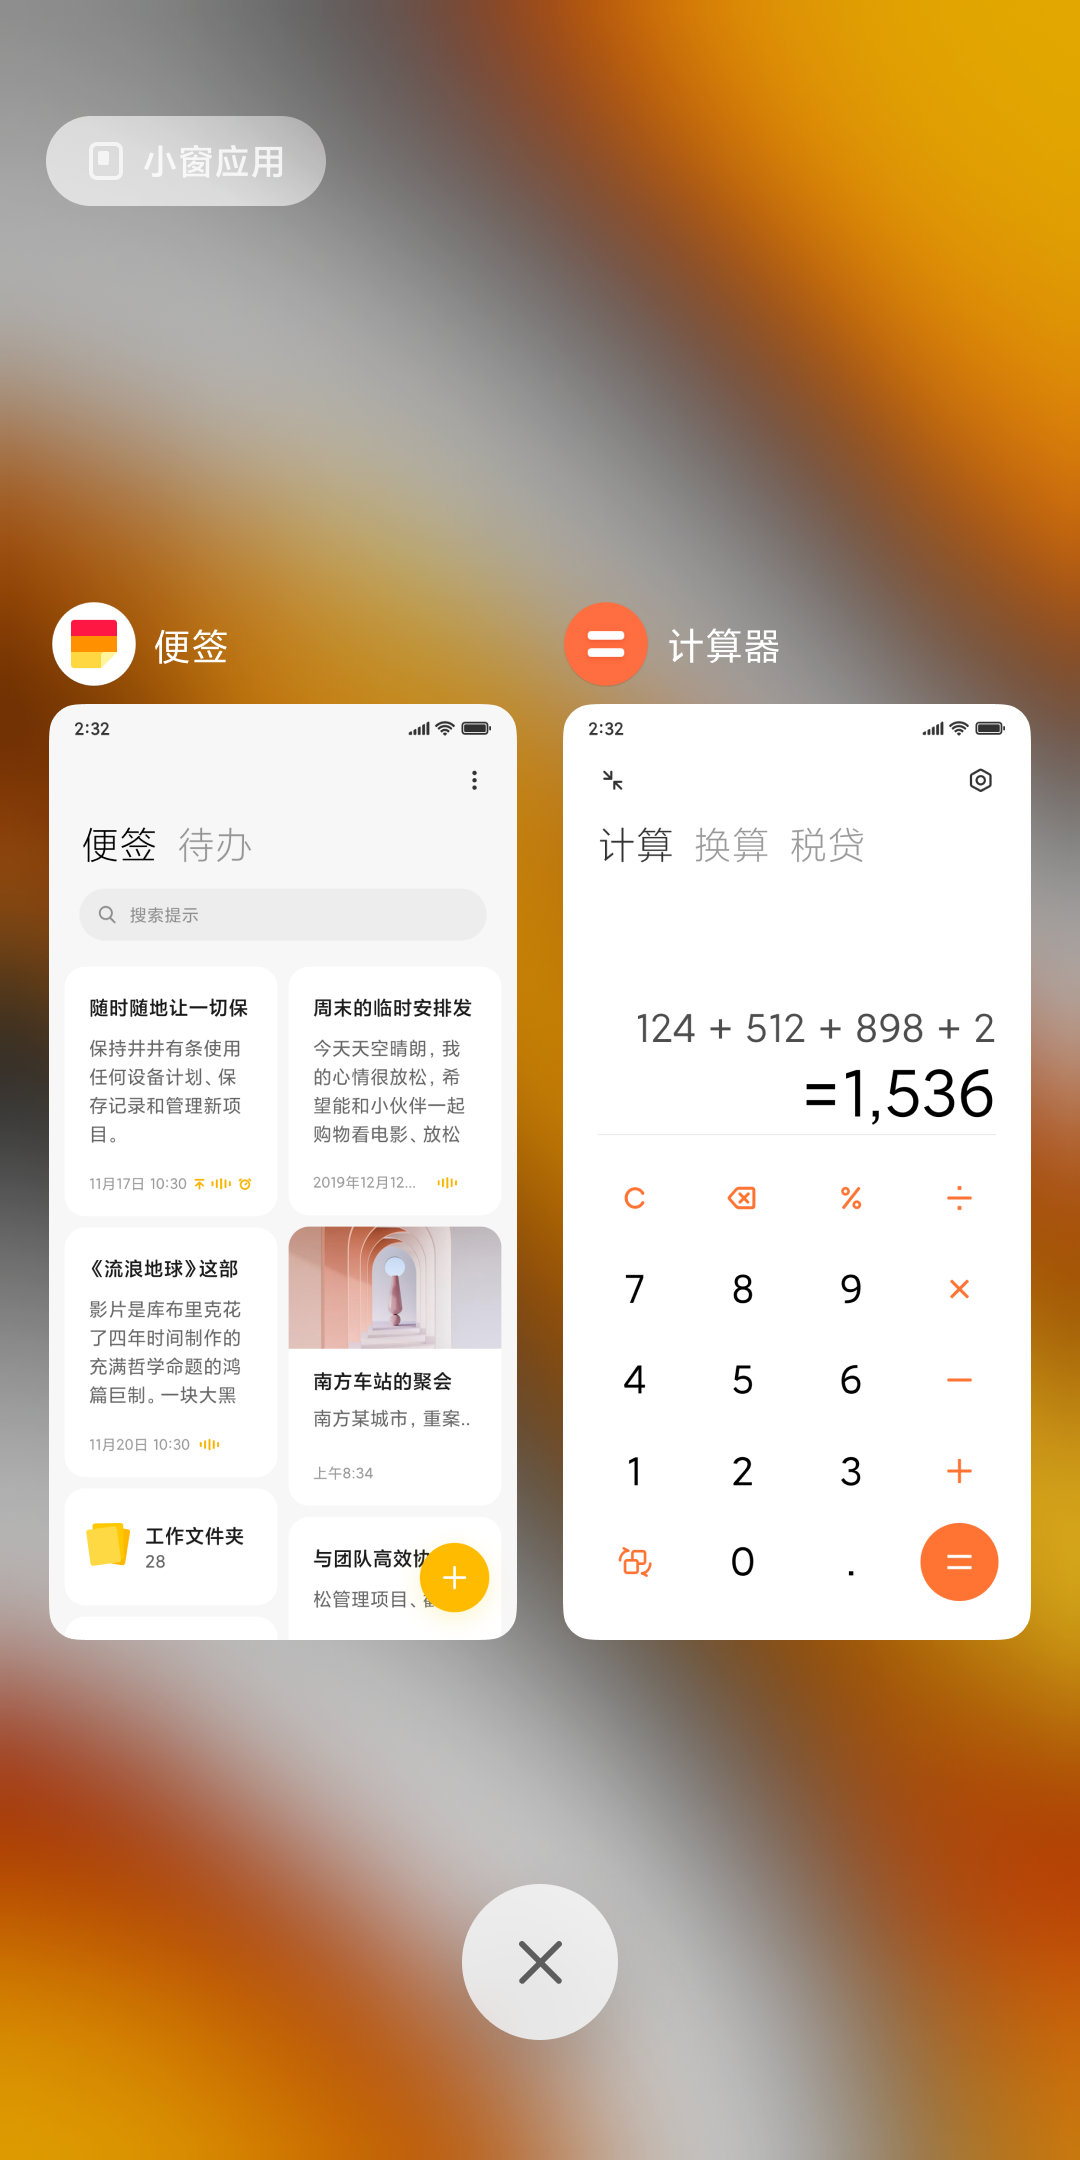 小窗应用
便签
2:32
便签 待办
搜索提示
随时随地让一切保
保持井井有条使用
任何设备计划、保
存记录和管理新项
目。
11月17日 10:30
《流浪地球》这部
影片是库布里克花
了四年时间制作的
充满哲学命题的鸿
篇巨制。一块大黑
11月20日 10:30
工作文件夹
28
周末的临时安排发
今天天空晴朗，我
的心情很放松，希
望能和小伙伴一起
购物看电影、放松
2019年12月12...
南方车站的聚会
南方某城市，重案..
上午8:34
与团队高效协
松管理项目、
计算器
2:32
计算 换算 税贷
124 + 512 + 898 + 2
=1,536
C % ÷
7 8 9 ×
4 5 6 −
1 2 3 +
0 . =